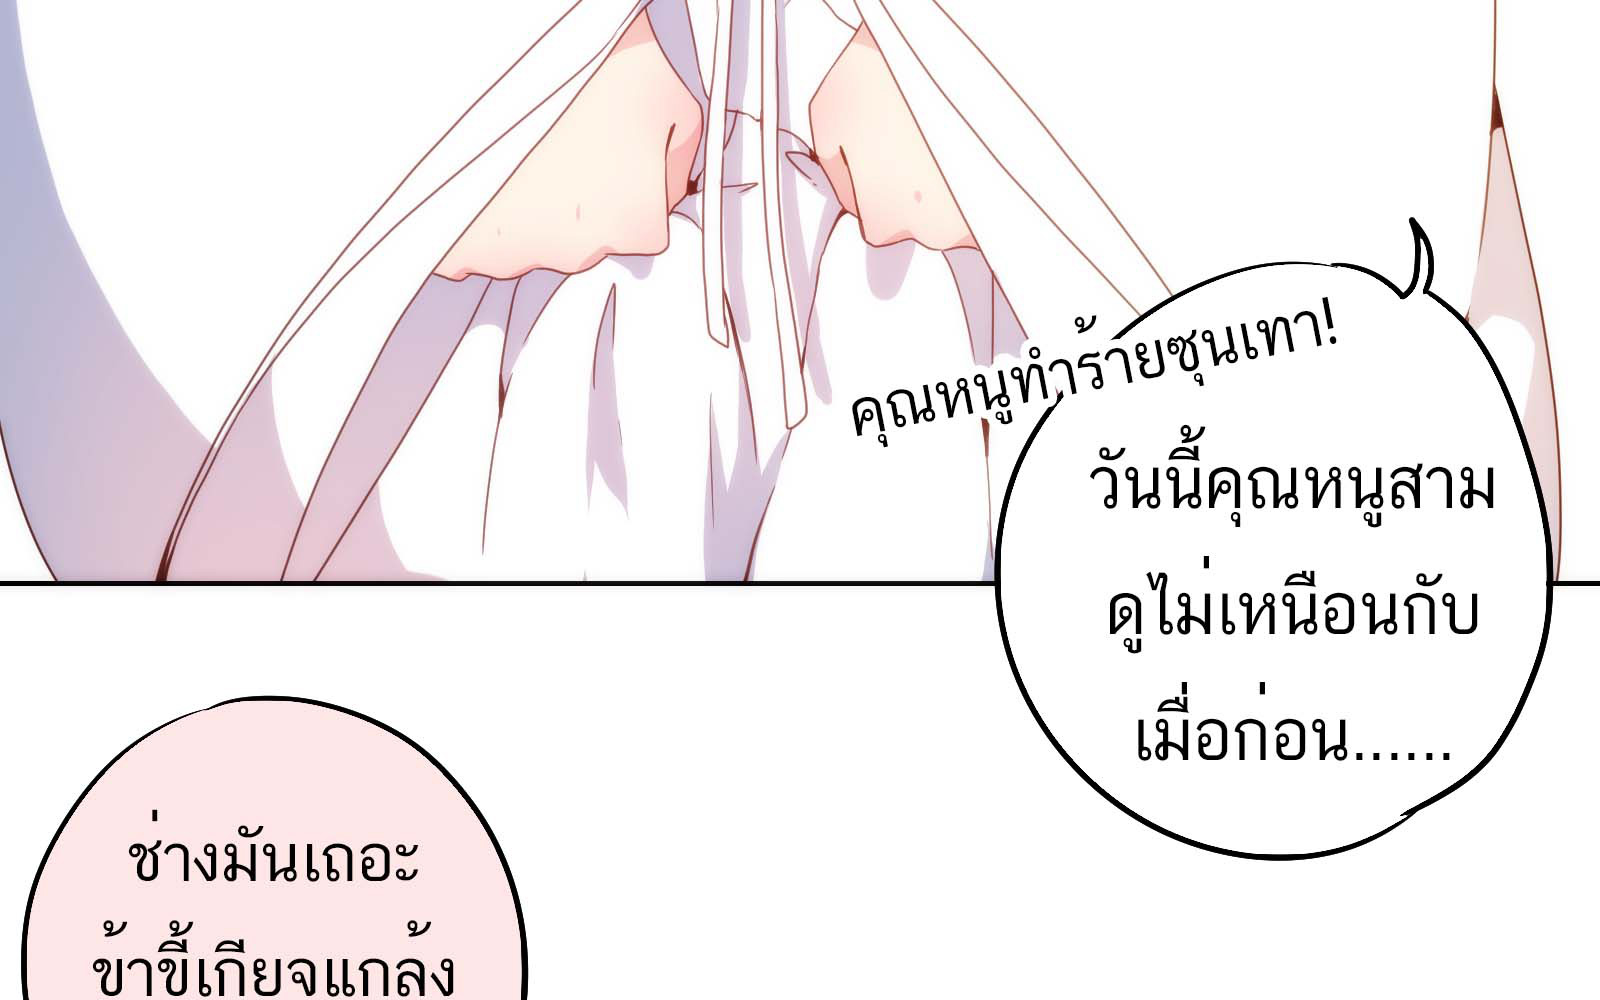 คุณหนูทำร้ายซุนเทา!
วันนี้คุณหนูสาม
ดูไม่เหนือนกับ
เมื่อก่อน......
ช่างมันเถอะ
ข้าขี้เกียจแกล้ง